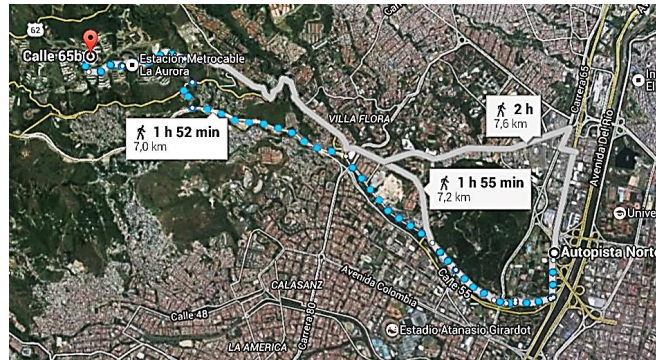 62
Calle 65b
Estación Metrocable
La Aurora
VILLA FLORA
Carrera 65
2 h
7,6 km
1 h 52 min
7,0 km
Avenida Del Río
1 h 55 min
7,2 km
Autopista Norte
Calle 55
CALASANZ
Avenida Colombia
Calle 48
Carrera 80
Estadio Atanasio Girardot
LA AMERICA